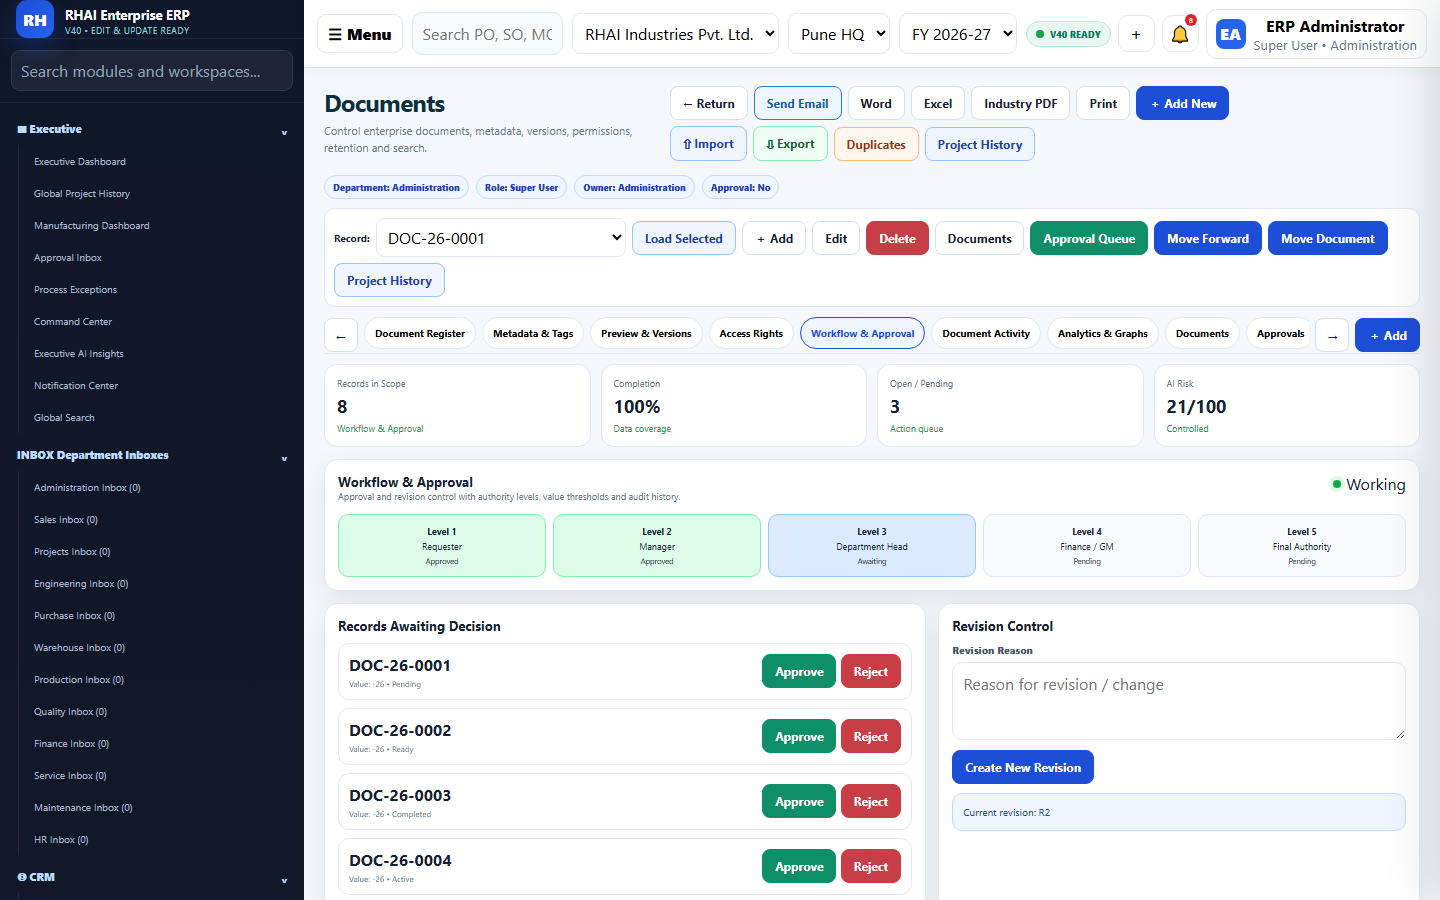 RH
RHAI Enterprise ERP
V40 • EDIT & UPDATE READY
Search modules and workspaces...
Executive
Executive Dashboard
Global Project History
Manufacturing Dashboard
Approval Inbox
Process Exceptions
Command Center
Executive AI Insights
Notification Center
Global Search
INBOX Department Inboxes
Administration Inbox (0)
Sales Inbox (0)
Projects Inbox (0)
Engineering Inbox (0)
Purchase Inbox (0)
Warehouse Inbox (0)
Production Inbox (0)
Quality Inbox (0)
Finance Inbox (0)
Service Inbox (0)
Maintenance Inbox (0)
HR Inbox (0)
CRM
☰ Menu
Search PO, SO, MC
RHAI Industries Pvt. Ltd.
Pune HQ
FY 2026-27
V40 READY
+
8
EA
ERP Administrator
Super User • Administration
Documents
Control enterprise documents, metadata, versions, permissions,
retention and search.
← Return
Send Email
Word
Excel
Industry PDF
Print
+ Add New
⇧ Import
⇩ Export
Duplicates
Project History
Department: Administration
Role: Super User
Owner: Administration
Approval: No
Record:
DOC-26-0001
Load Selected
+ Add
Edit
Delete
Documents
Approval Queue
Move Forward
Move Document
Project History
←
Document Register
Metadata & Tags
Preview & Versions
Access Rights
Workflow & Approval
Document Activity
Analytics & Graphs
Documents
Approvals
→
+ Add
Records in Scope
8
Workflow & Approval
Completion
100%
Data coverage
Open / Pending
3
Action queue
AI Risk
21/100
Controlled
Workflow & Approval
Approval and revision control with authority levels, value thresholds and audit history.
Working
Level 1
Requester
Approved
Level 2
Manager
Approved
Level 3
Department Head
Awaiting
Level 4
Finance / GM
Pending
Level 5
Final Authority
Pending
Records Awaiting Decision
DOC-26-0001
Value: -26 • Pending
Approve
Reject
DOC-26-0002
Value: -26 • Ready
Approve
Reject
DOC-26-0003
Value: -26 • Completed
Approve
Reject
DOC-26-0004
Value: -26 • Active
Approve
Reject
Revision Control
Revision Reason
Reason for revision / change
Create New Revision
Current revision: R2